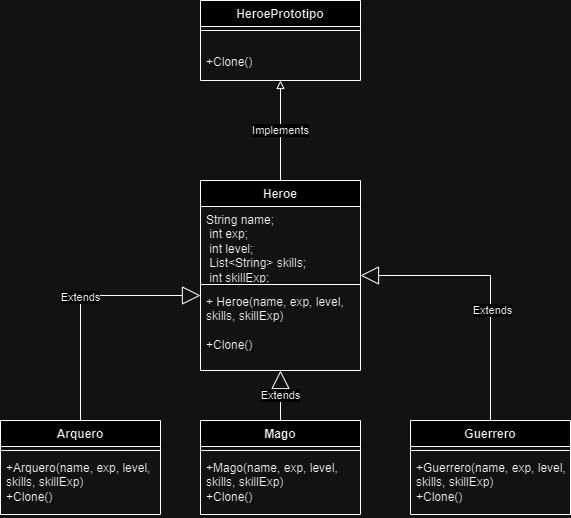 HeroePrototipo
+Clone()
Implements
Heroe
String name;
int exp;
int level;
List<String> skills;
int skillExp;
+ Heroe(name, exp, level,
skills, skillExp)
+Clone()
Extends
Extends
Extends
Arquero
+Arquero(name, exp, level,
skills, skillExp)
+Clone()
Mago
+Mago(name, exp, level,
skills, skillExp)
+Clone()
Guerrero
+Guerrero(name, exp, level,
skills, skillExp)
+Clone()